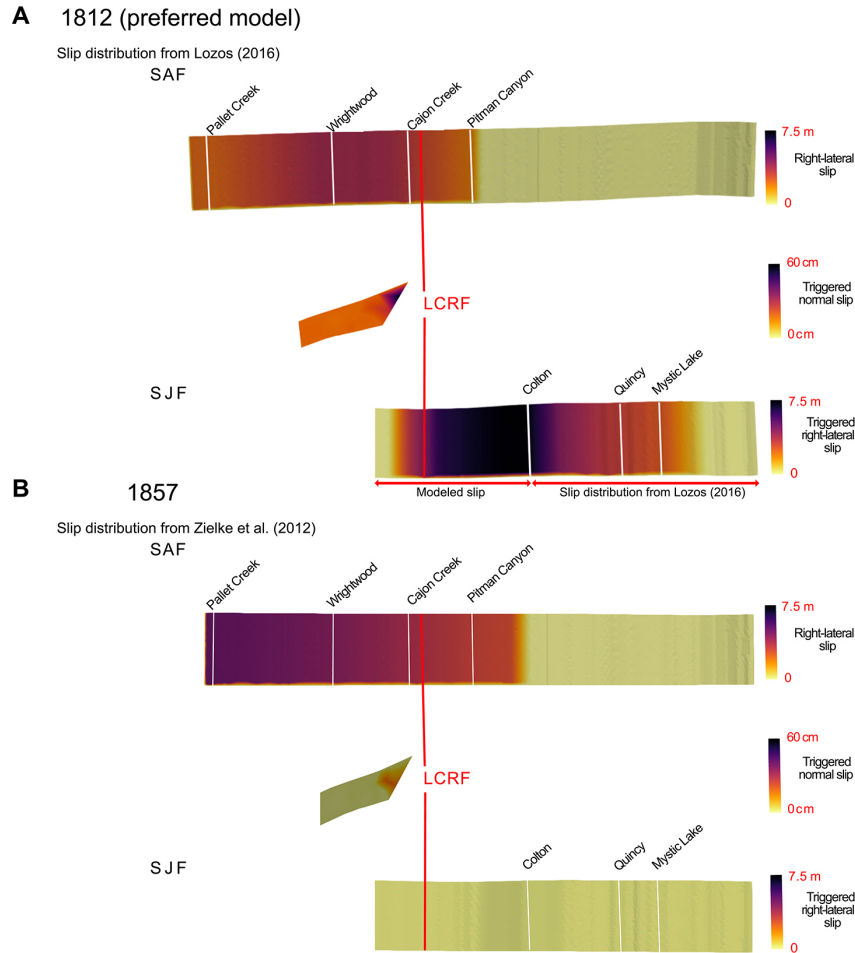 A 1812 (preferred model)
Slip distribution from Lozos (2016)
SAF
Pallet Creek
Wrightwood
Cajon Creek
Pitman Canyon
7.5 m
Right-lateral
slip
0
60 cm
Triggered
normal slip
0 cm
LCRF
SJF
Colton
Quincy
Mystic Lake
7.5 m
Triggered
right-lateral
slip
0
Modeled slip
Slip distribution from Lozos (2016)
B 1857
Slip distribution from Zielke et al. (2012)
SAF
Pallet Creek
Wrightwood
Cajon Creek
Pitman Canyon
7.5 m
Right-lateral
slip
0
60 cm
Triggered
normal slip
0 cm
LCRF
SJF
Colton
Quincy
Mystic Lake
7.5 m
Triggered
right-lateral
slip
0